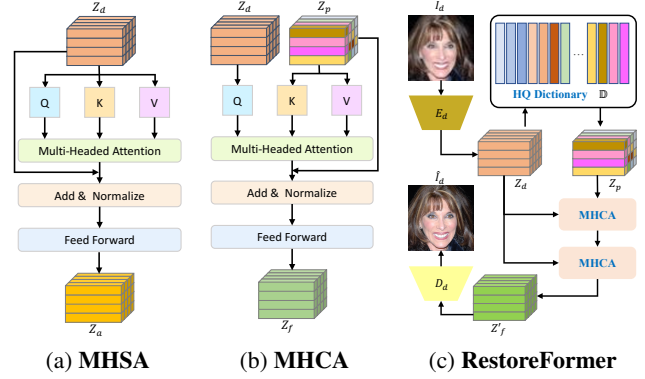 Z_d
Q
K
V
Multi-Headed Attention
Add & Normalize
Feed Forward
Z_a
(a) MHSA
Z_d
Z_p
Q
K
V
Multi-Headed Attention
Add & Normalize
Feed Forward
Z_f
(b) MHCA
I_d
E_d
...
HQ Dictionary 𝔻
Z_d
Z_p
Î_d
MHCA
MHCA
D_d
Z'_f
(c) RestoreFormer